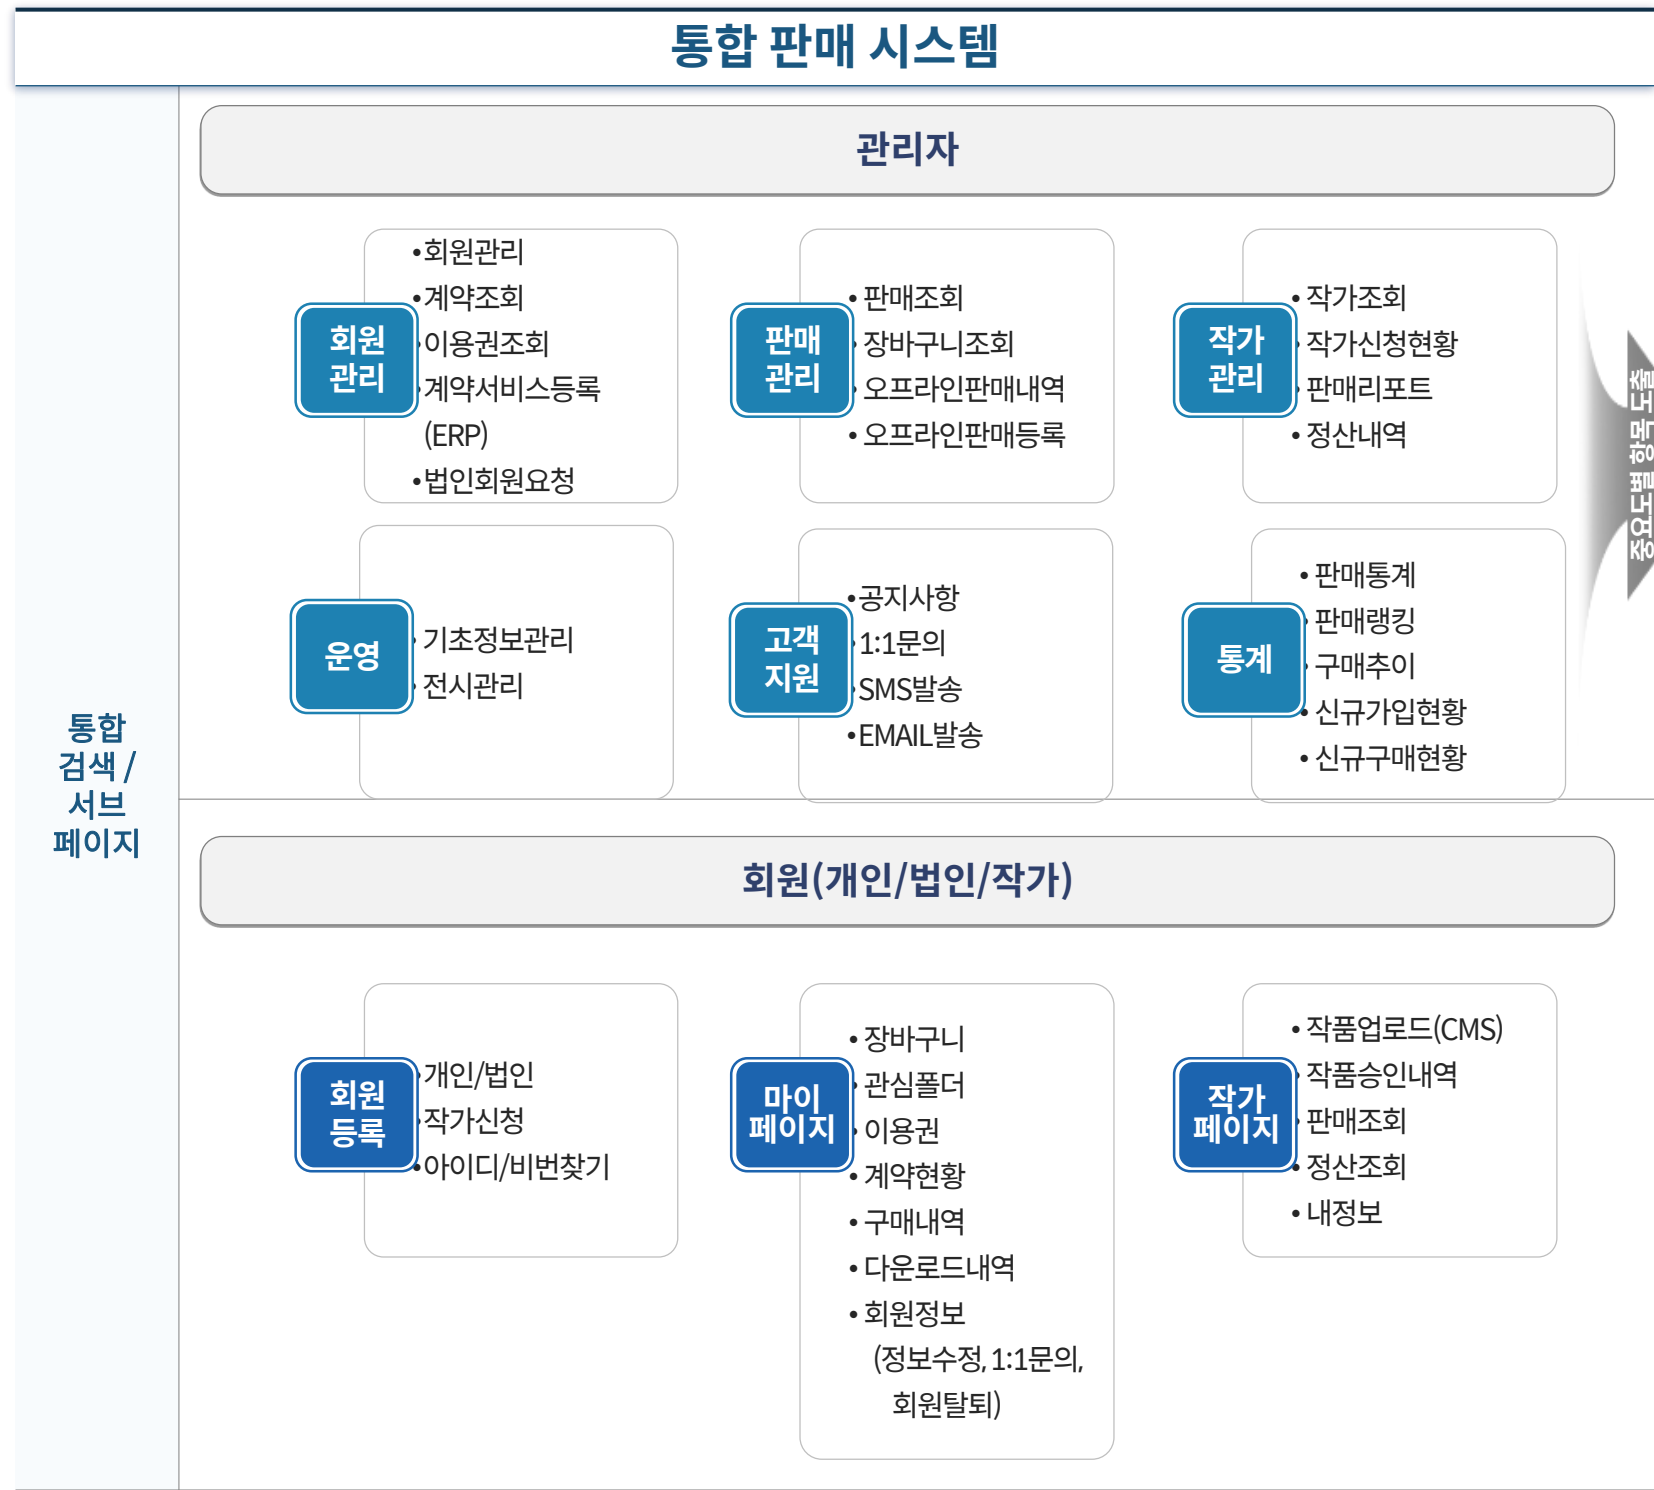 통합 판매 시스템
관리자
회원
관리
•회원관리
•계약조회
•이용권조회
•계약서비스등록
(ERP)
•법인회원요청
판매
관리
• 판매조회
• 장바구니조회
• 오프라인판매내역
• 오프라인판매등록
작가
관리
• 작가조회
• 작가신청현황
• 판매리포트
• 정산내역
중요도별 항목 도출
운영
• 기초정보관리
• 전시관리
고객
지원
•공지사항
•1:1문의
•SMS발송
•EMAIL발송
통계
• 판매통계
• 판매랭킹
• 구매추이
• 신규가입현황
• 신규구매현황
통합
검색 /
서브
페이지
회원(개인/법인/작가)
회원
등록
•개인/법인
•작가신청
•아이디/비번찾기
마이
페이지
• 장바구니
• 관심폴더
• 이용권
• 계약현황
• 구매내역
• 다운로드내역
• 회원정보
(정보수정, 1:1문의,
회원탈퇴)
작가
페이지
• 작품업로드(CMS)
• 작품승인내역
• 판매조회
• 정산조회
• 내정보